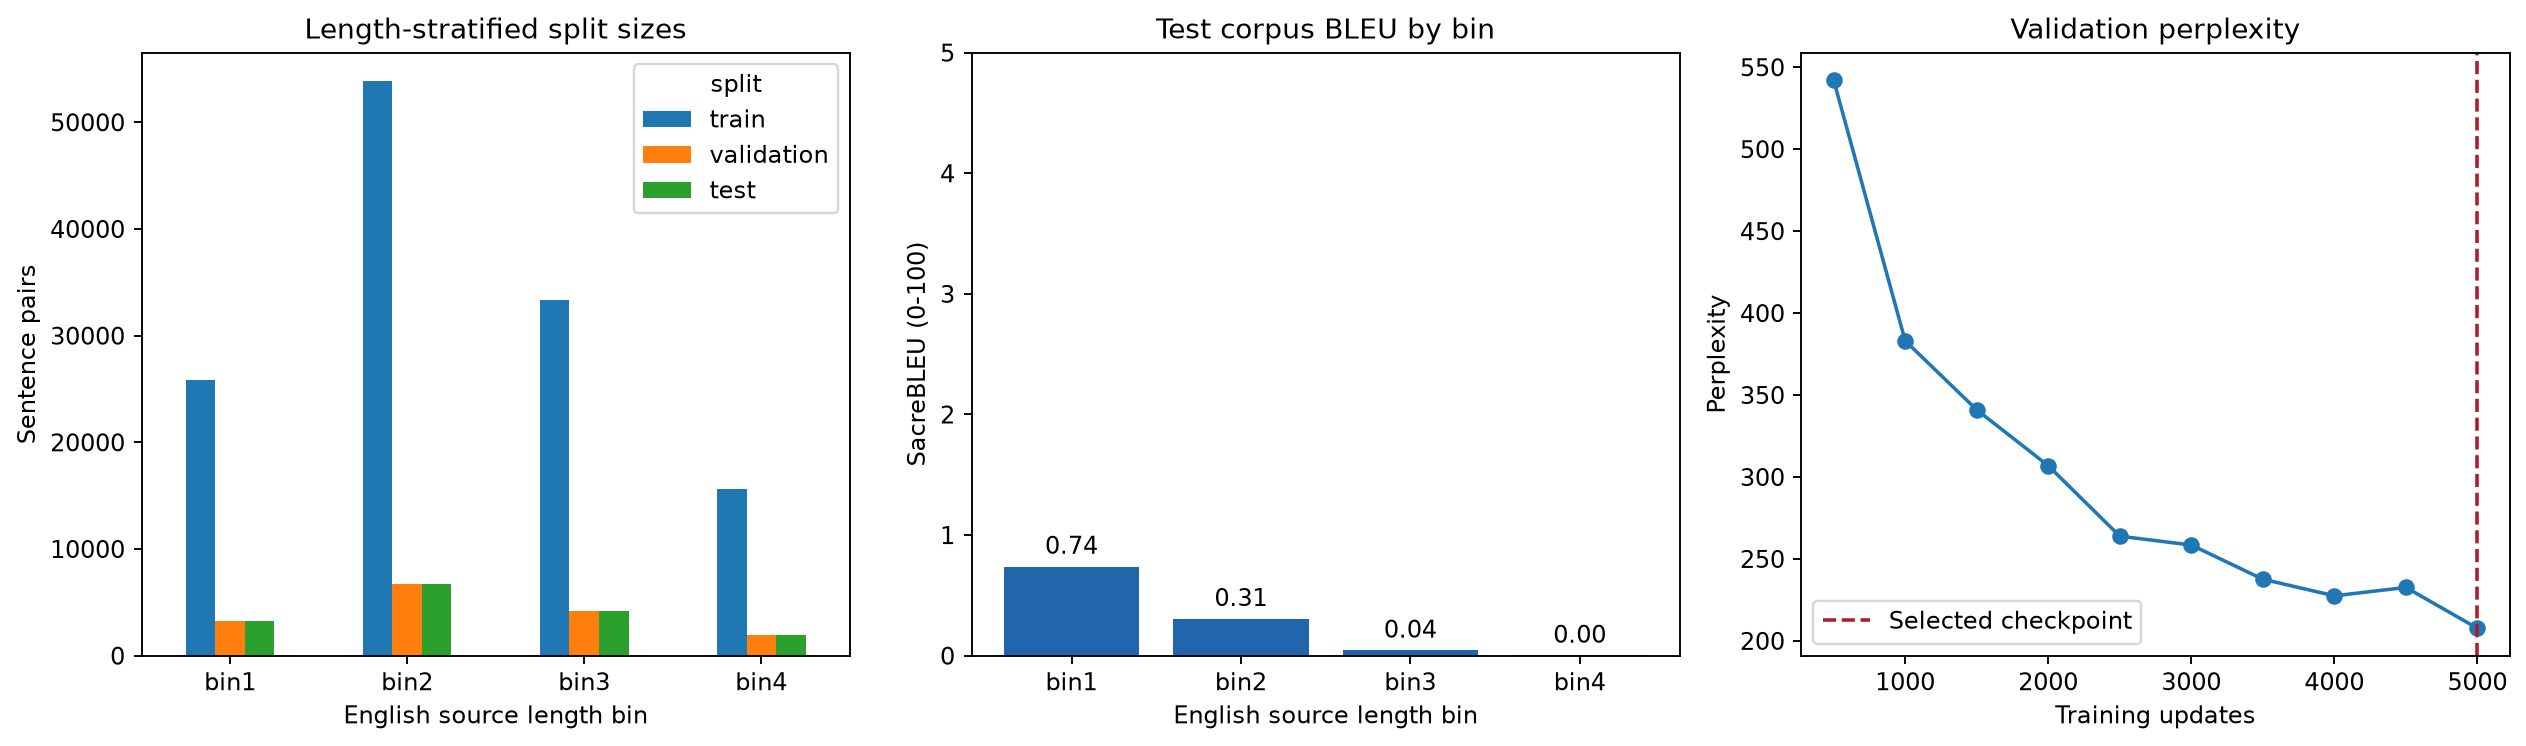 Length-stratified split sizes
Sentence pairs
50000
40000
30000
20000
10000
0
split
train
validation
test
bin1 bin2 bin3 bin4
English source length bin
Test corpus BLEU by bin
SacreBLEU (0-100)
5
4
3
2
1
0
0.74
0.31
0.04
0.00
bin1 bin2 bin3 bin4
English source length bin
Validation perplexity
Perplexity
550
500
450
400
350
300
250
200
Selected checkpoint
1000 2000 3000 4000 5000
Training updates